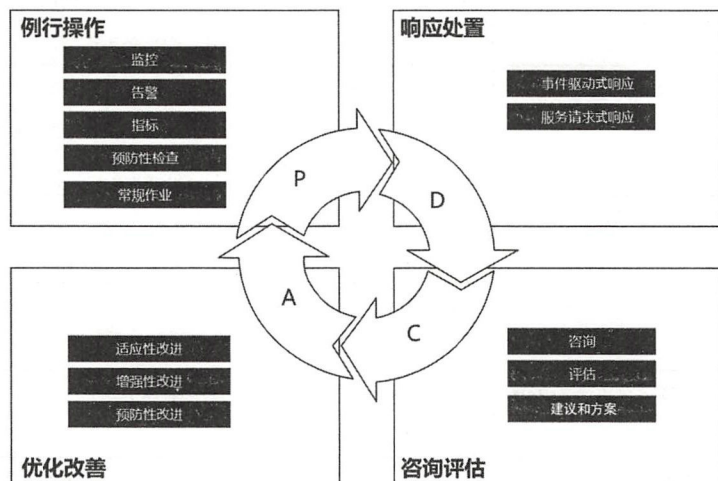 例行操作
监控
告警
指标
预防性检查
常规作业
响应处置
事件驱动式响应
服务请求式响应
P
D
A
C
适应性改进
增强性改进
预防性改进
优化改善
咨询
评估
建议和方案
咨询评估